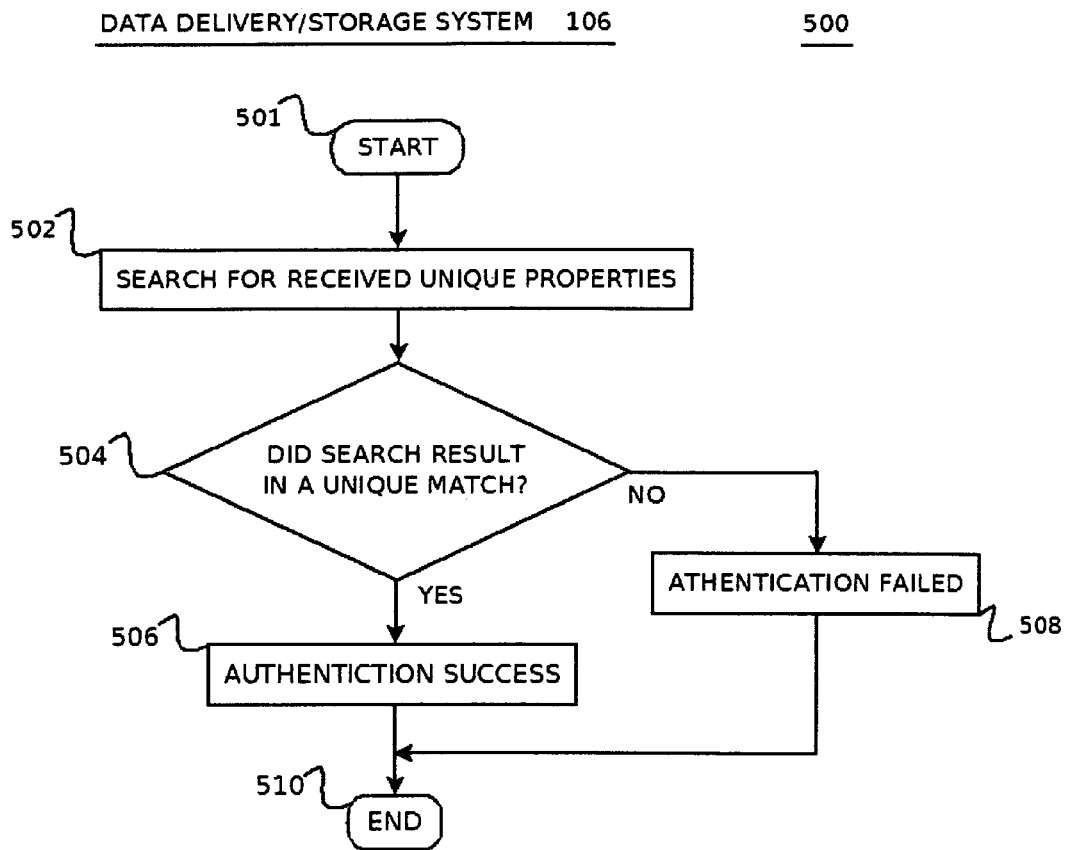 DATA DELIVERY/STORAGE SYSTEM 106 500
501
START
502
SEARCH FOR RECEIVED UNIQUE PROPERTIES
504
DID SEARCH RESULT
IN A UNIQUE MATCH?
NO
YES
ATHENTICATION FAILED
508
506
AUTHENTICTION SUCCESS
510
END